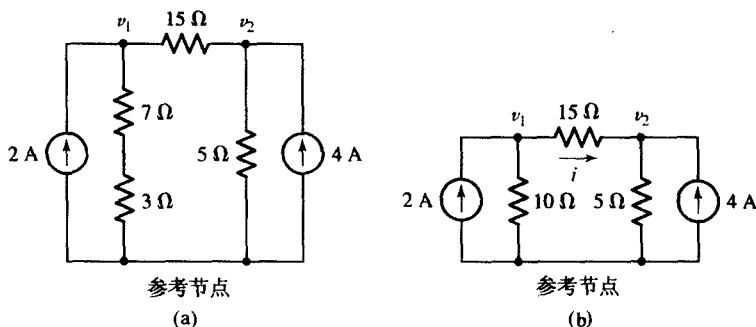 v1 15 Ω v2
7 Ω
2 A 5 Ω 4 A
3 Ω
参考节点
(a)
v1 15 Ω v2
i
2 A 10 Ω 5 Ω 4 A
参考节点
(b)